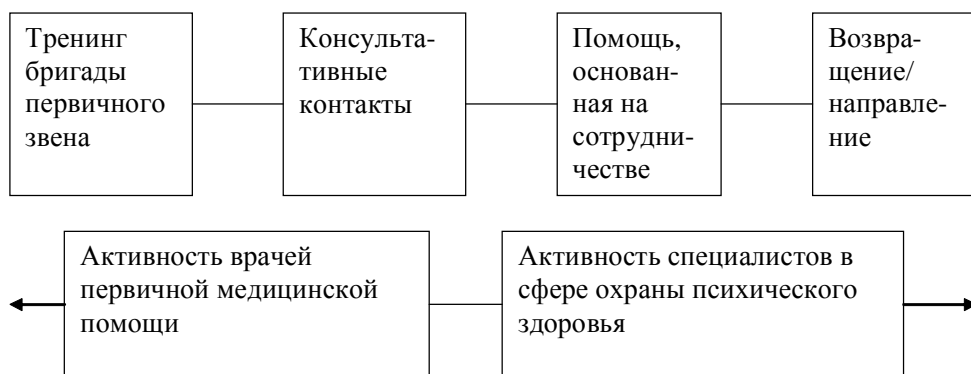 Тренинг
бригады
первичного
звена
Консульта-
тивные
контакты
Помощь,
основан-
ная на
сотрудни-
честве
Возвра-
щение/
направле-
ние
Активность врачей
первичной медицинской
помощи
Активность специалистов в
сфере охраны психического
здоровья